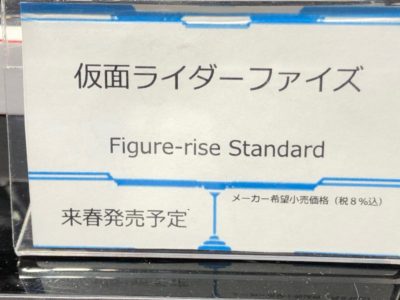 仮面ライダーファイズ
Figure-rise Standard
メーカー希望小売価格（税８％込）
来春発売予定